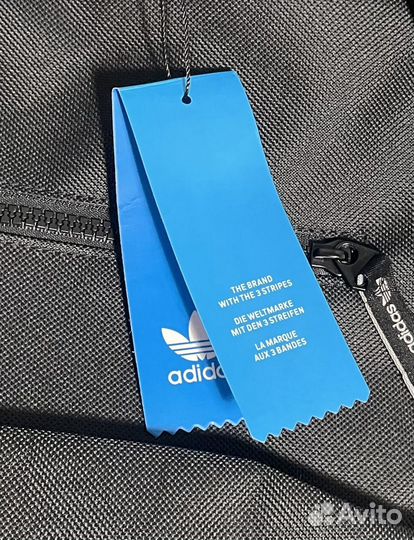 THE BRAND
WITH THE 3 STRIPES
DIE WELTMARKE
MIT DEN 3 STREIFEN
LA MARQUE
AUX 3 BANDES
adidas
adidas
Avito